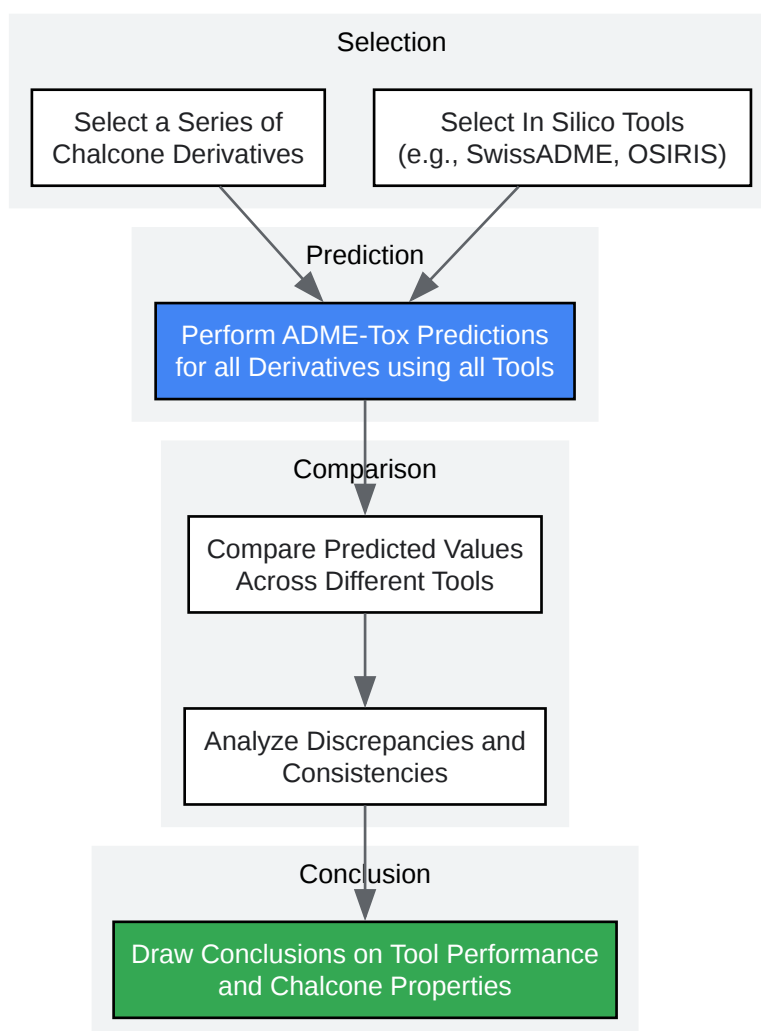 Selection
Select a Series of
Chalcone Derivatives
Select In Silico Tools
(e.g., SwissADME, OSIRIS)
Prediction
Perform ADME-Tox Predictions
for all Derivatives using all Tools
Comparison
Compare Predicted Values
Across Different Tools
Analyze Discrepancies and
Consistencies
Conclusion
Draw Conclusions on Tool Performance
and Chalcone Properties